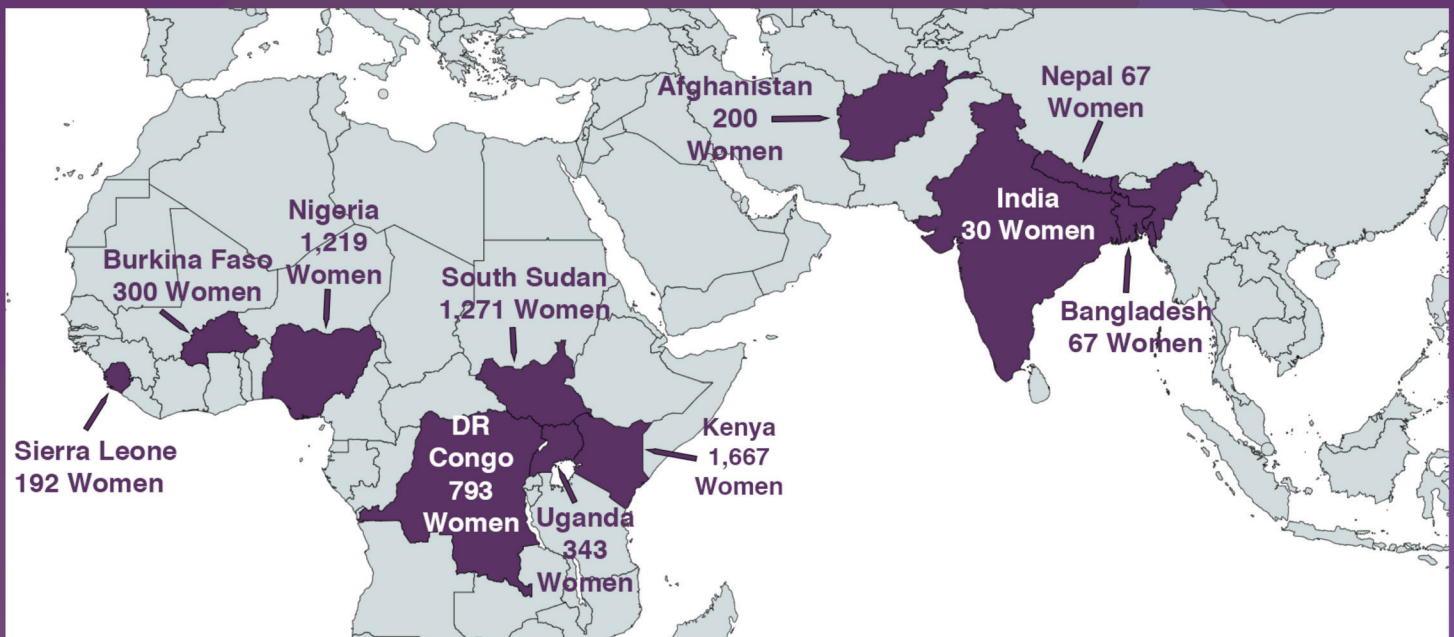 Afghanistan
200
Women
Nepal 67
Women
India
30 Women
Bangladesh
67 Women
Nigeria
1,219
Women
Burkina Faso
300 Women
South Sudan
1,271 Women
Sierra Leone
192 Women
DR
Congo
793
Women
Kenya
1,667
Women
Uganda
343
Women